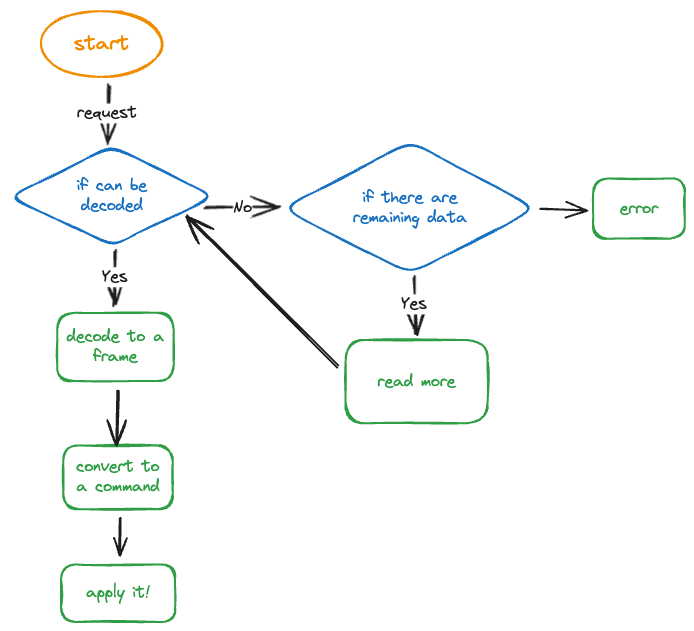 start
request
if can be
decoded
No
if there are
remaining data
error
Yes
Yes
decode to a
frame
read more
convert to
a command
apply it!